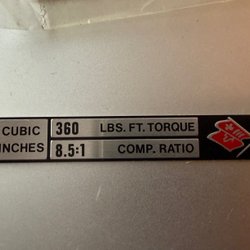 CUBIC 360 LBS. FT. TORQUE
INCHES 8.5:1 COMP. RATIO